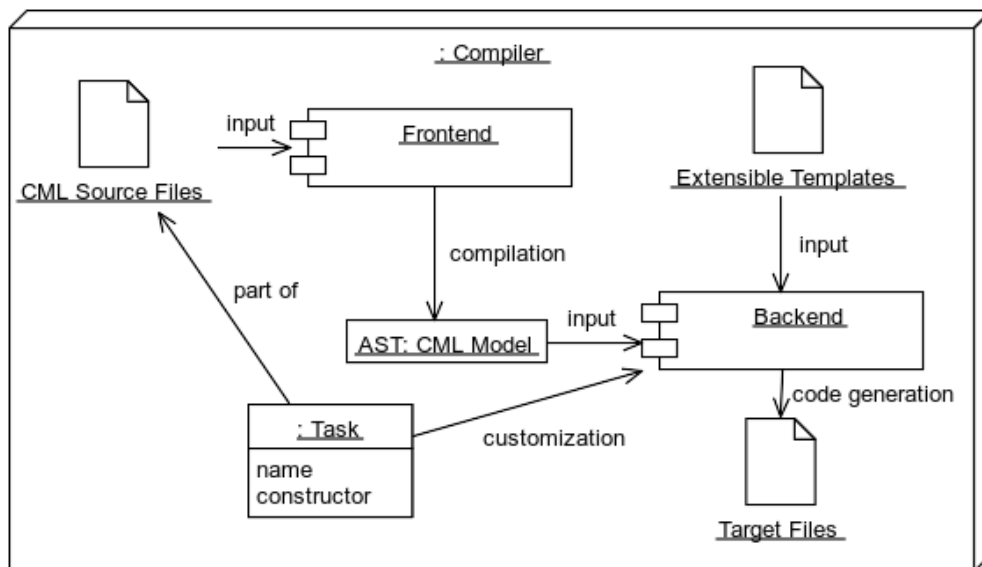 : Compiler
input
Frontend
CML Source Files
Extensible Templates
compilation
input
part of
input
Backend
AST: CML Model
code generation
: Task
customization
name
constructor
Target Files